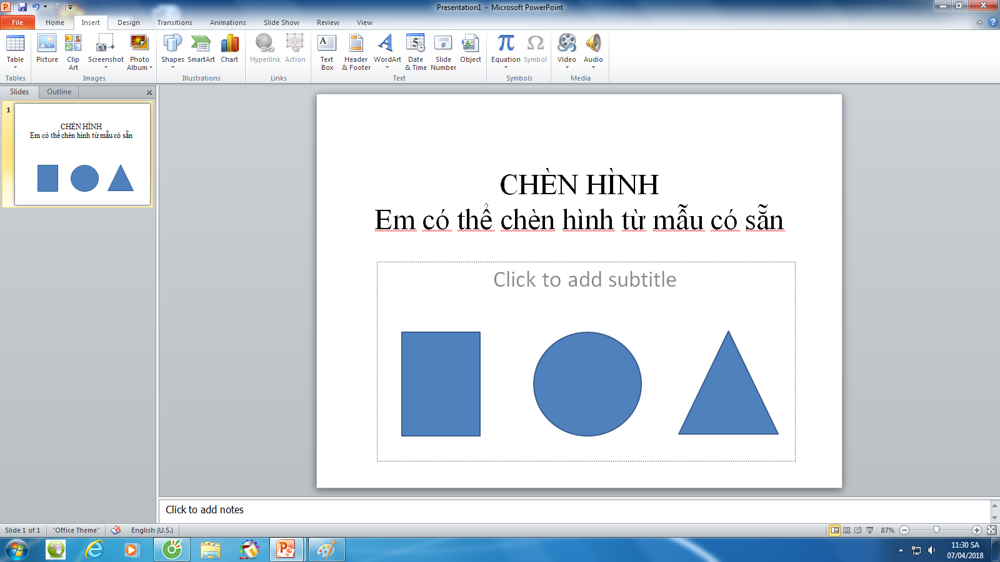 Presentation1 - Microsoft PowerPoint
File Home Insert Design Transitions Animations Slide Show Review View
Table Picture Clip Art Screenshot Photo Album Shapes SmartArt Chart Hyperlink Action Text Box Header & Footer WordArt Date & Time Slide Number Object Equation Symbol Video Audio
Tables Images Illustrations Links Text Symbols Media
Slides Outline
1
CHÈN HÌNH
Em có thể chèn hình từ mẫu có sẵn
CHÈN HÌNH
Em có thể chèn hình từ mẫu có sẵn
Click to add subtitle
Click to add notes
Slide 1 of 1 "Office Theme" English (U.S.) 87%
11:30 SA
07/04/2018